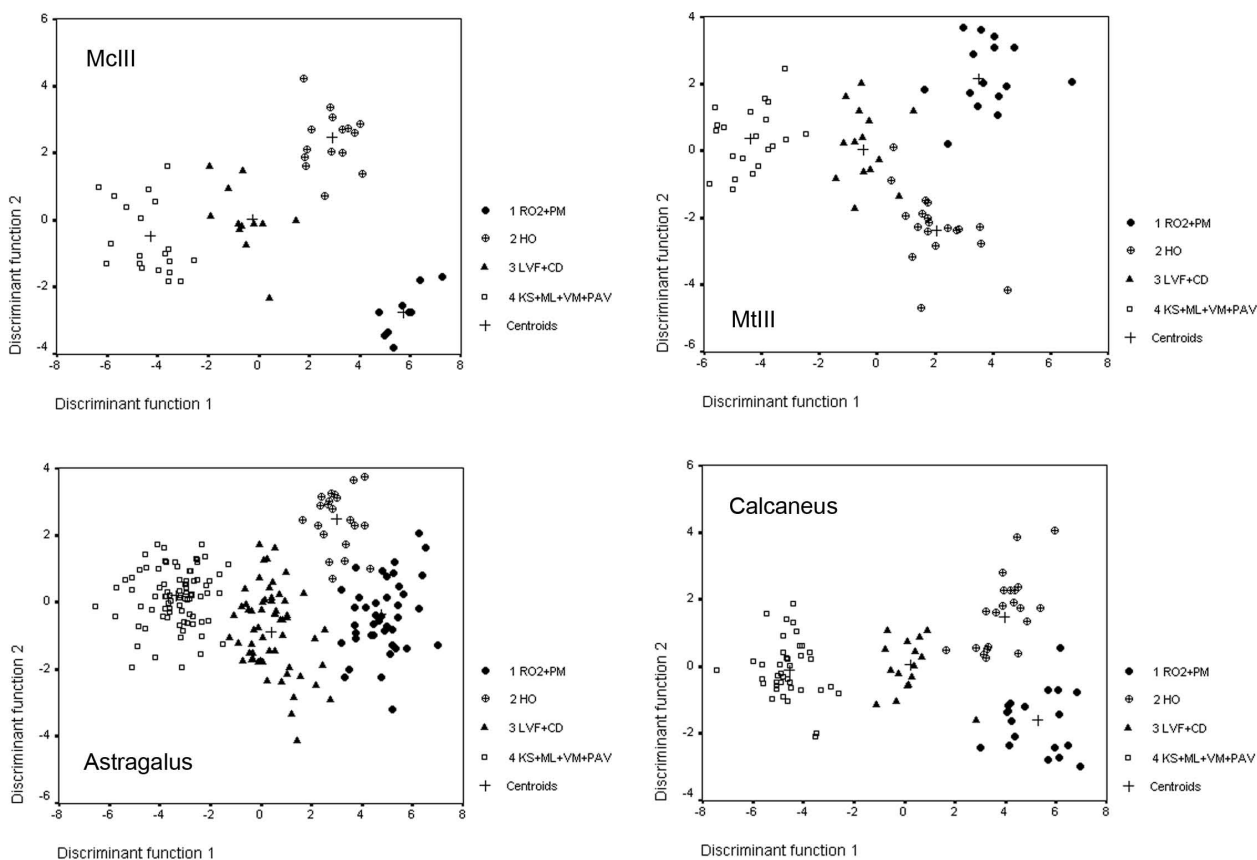 McIII
6
4
2
0
-2
-4
-8
-6
-4
-2
0
2
4
6
8
Discriminant function 2
Discriminant function 1
1 RO2+PM
2 HO
3 LVF+CD
4 KS+ML+VM+PAV
Centroids
MtIII
4
2
0
-2
-4
-6
-6
-4
-2
0
2
4
6
8
Discriminant function 2
Discriminant function 1
1 RO2+PM
2 HO
3 LVF+CD
4 KS+ML+VM+PAV
Centroids
Astragalus
4
2
0
-2
-4
-6
-8
-6
-4
-2
0
2
4
6
8
Discriminant function 2
Discriminant function 1
1 RO2+PM
2 HO
3 LVF+CD
4 KS+ML+VM+PAV
Centroids
Calcaneus
6
4
2
0
-2
-4
-8
-6
-4
-2
0
2
4
6
8
Discriminant function 2
Discriminant function 1
1 RO2+PM
2 HO
3 LVF+CD
4 KS+ML+VM+PAV
Centroids